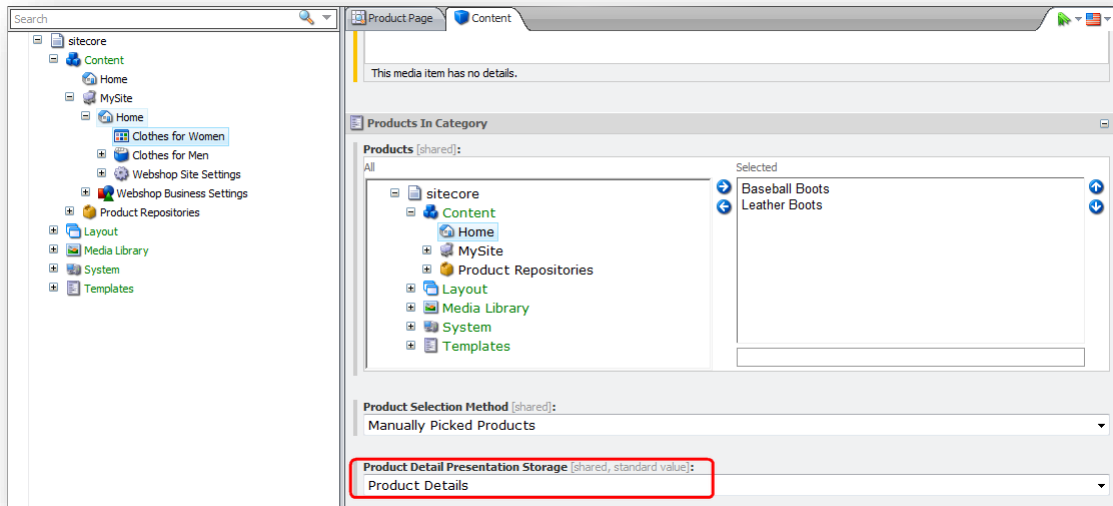 Search
sitecore
Content
Home
MySite
Home
Clothes for Women
Clothes for Men
Webshop Site Settings
Webshop Business Settings
Product Repositories
Layout
Media Library
System
Templates
Product Page
Content
This media item has no details.
Products In Category
Products [shared]:
All
Selected
sitecore
Content
Home
MySite
Product Repositories
Layout
Media Library
System
Templates
Baseball Boots
Leather Boots
Product Selection Method [shared]:
Manually Picked Products
Product Detail Presentation Storage [shared, standard value]:
Product Details